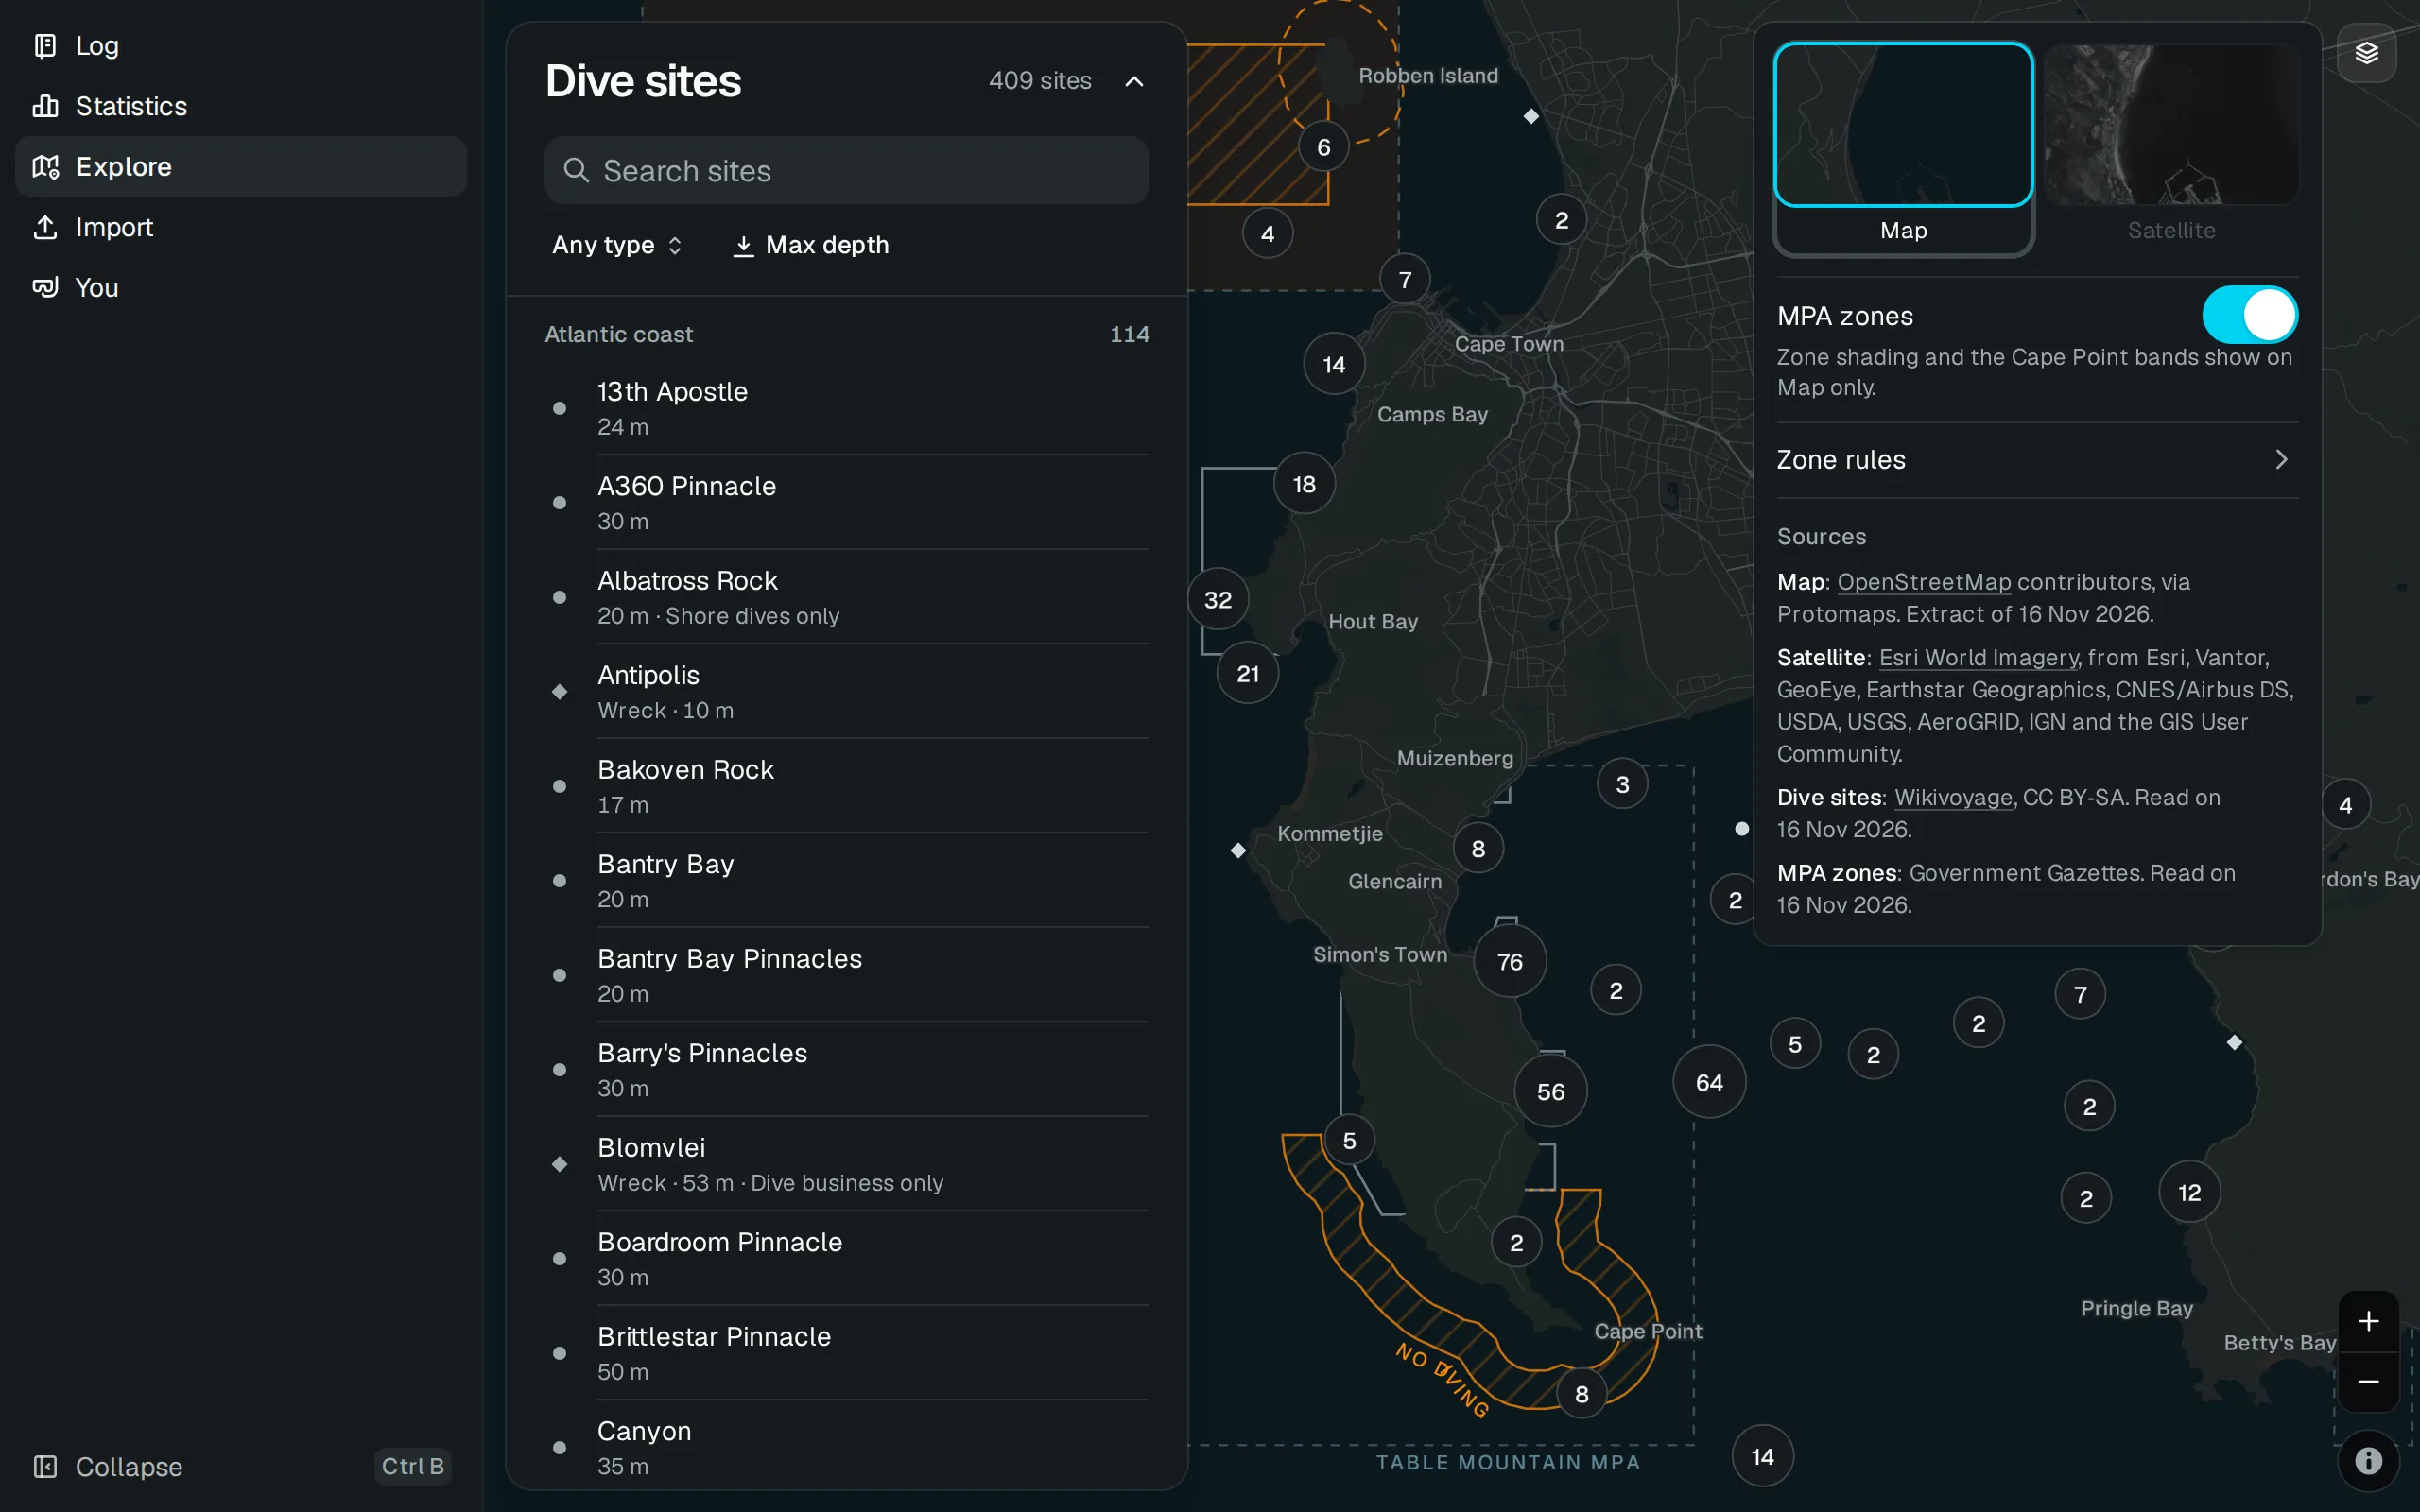 Log
Statistics
Explore
Import
You
Collapse
Ctrl B
Dive sites
409 sites
Search sites
Any type
Max depth
Atlantic coast
114
13th Apostle
24 m
A360 Pinnacle
30 m
Albatross Rock
20 m · Shore dives only
Antipolis
Wreck · 10 m
Bakoven Rock
17 m
Bantry Bay
20 m
Bantry Bay Pinnacles
20 m
Barry's Pinnacles
30 m
Blomvlei
Wreck · 53 m · Dive business only
Boardroom Pinnacle
30 m
Brittlestar Pinnacle
50 m
Canyon
35 m
Robben Island
6
4
2
7
Cape Town
14
Camps Bay
18
32
Hout Bay
21
Muizenberg
3
Kommetjie
8
Glencairn
2
Simon's Town
76
2
56
64
5
2
2
7
5
2
2
12
2
Cape Point
NO DIVING
8
14
TABLE MOUNTAIN MPA
Pringle Bay
Betty's Bay
4
rdon's Bay
Map
Satellite
MPA zones
Zone shading and the Cape Point bands show on
Map only.
Zone rules
Sources
Map: OpenStreetMap contributors, via
Protomaps. Extract of 16 Nov 2026.
Satellite: Esri World Imagery, from Esri, Vantor,
GeoEye, Earthstar Geographics, CNES/Airbus DS,
USDA, USGS, AeroGRID, IGN and the GIS User
Community.
Dive sites: Wikivoyage, CC BY-SA. Read on
16 Nov 2026.
MPA zones: Government Gazettes. Read on
16 Nov 2026.